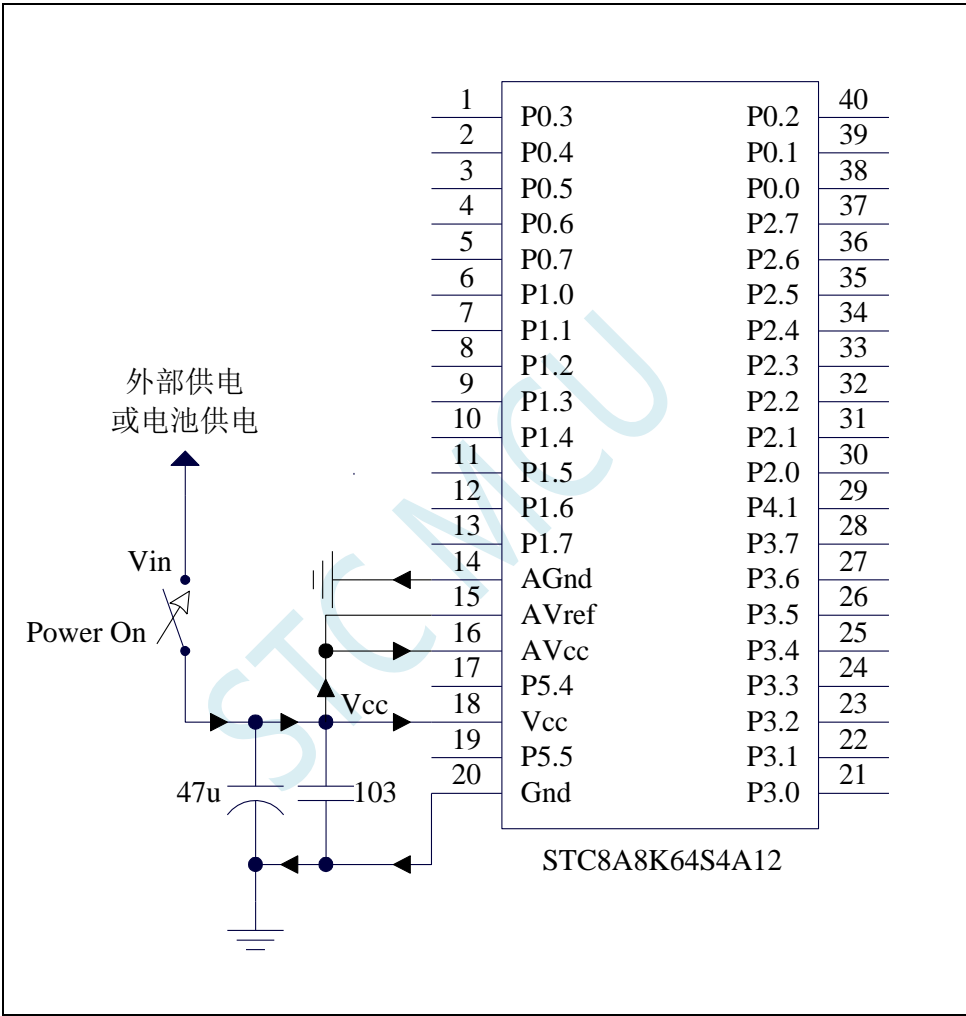 1 P0.3 P0.2 40
2 P0.4 P0.1 39
3 P0.5 P0.0 38
4 P0.6 P2.7 37
5 P0.7 P2.6 36
6 P1.0 P2.5 35
7 P1.1 P2.4 34
8 P1.2 P2.3 33
9 P1.3 P2.2 32
10 P1.4 P2.1 31
11 P1.5 P2.0 30
12 P1.6 P4.1 29
13 P1.7 P3.7 28
14 AGnd P3.6 27
15 AVref P3.5 26
16 AVcc P3.4 25
17 P5.4 P3.3 24
18 Vcc P3.2 23
19 P5.5 P3.1 22
20 Gnd P3.0 21
STC8A8K64S4A12
外部供电
或电池供电
Vin
Power On
Vcc
47u
103
STC MCU